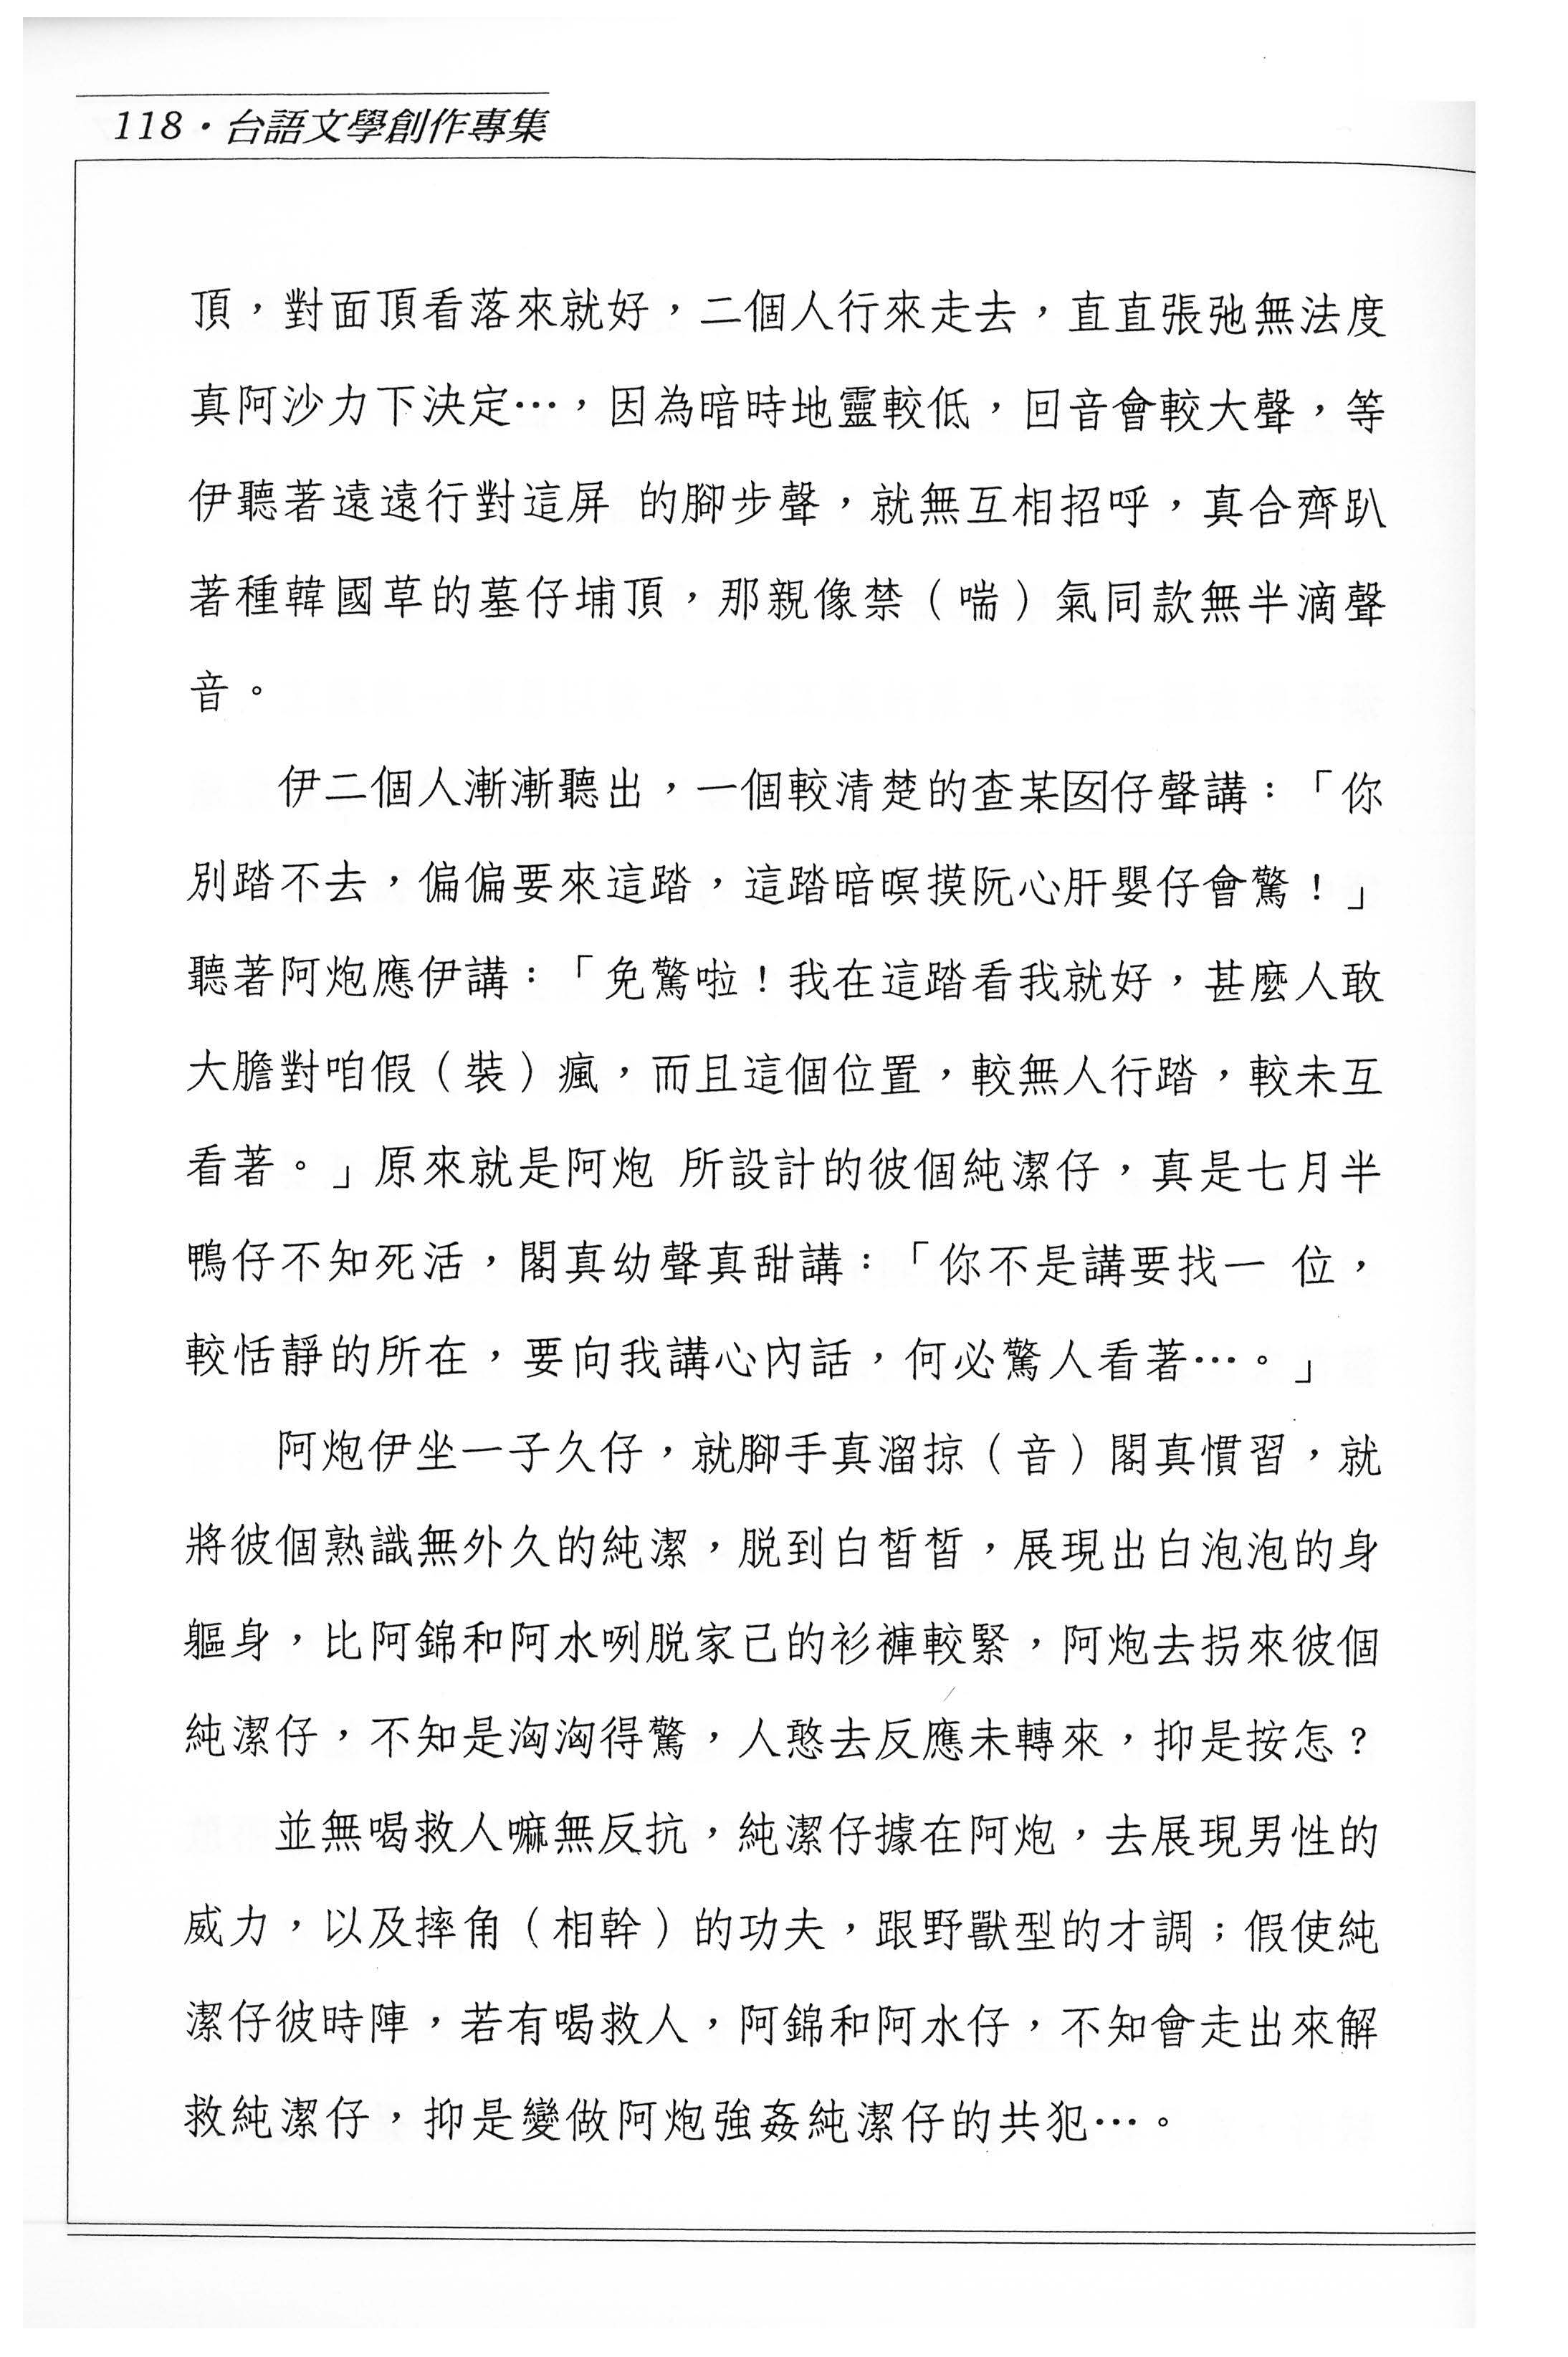 118·台語文學創作專集
頂，對面頂看落來就好，二個人行來走去，直直張弛無法度
真阿沙力下決定…，因為暗時地靈較低，回音會較大聲，等
伊聽著遠遠行對這屏 的腳步聲，就無互相招呼，真合齊趴
著種韓國草的墓仔埔頂，那親像禁（喘）氣同款無半滴聲
音。
伊二個人漸漸聽出，一個較清楚的查某囡仔聲講：「你
別踏不去，偏偏要來這踏，這踏暗暝摸阮心肝嬰仔會驚！」
聽著阿炮應伊講：「免驚啦！我在這踏看我就好，甚麼人敢
大膽對咱假（裝）瘋，而且這個位置，較無人行踏，較未互
看著。」原來就是阿炮 所設計的彼個純潔仔，真是七月半
鴨仔不知死活，閣真幼聲真甜講：「你不是講要找一 位，
較恬靜的所在，要向我講心內話，何必驚人看著…。」
阿炮伊坐一子久仔，就腳手真溜掠（音）閣真慣習，就
將彼個熟識無外久的純潔，脱到白皙皙，展現出白泡泡的身
軀身，比阿錦和阿水咧脱家己的衫褲較緊，阿炮去拐來彼個
純潔仔，不知是洶洶得驚，人憨去反應未轉來，抑是按怎？
並無喝救人嘛無反抗，純潔仔據在阿炮，去展現男性的
威力，以及摔角（相幹）的功夫，跟野獸型的才調；假使純
潔仔彼時陣，若有喝救人，阿錦和阿水仔，不知會走出來解
救純潔仔，抑是變做阿炮強姦純潔仔的共犯…。